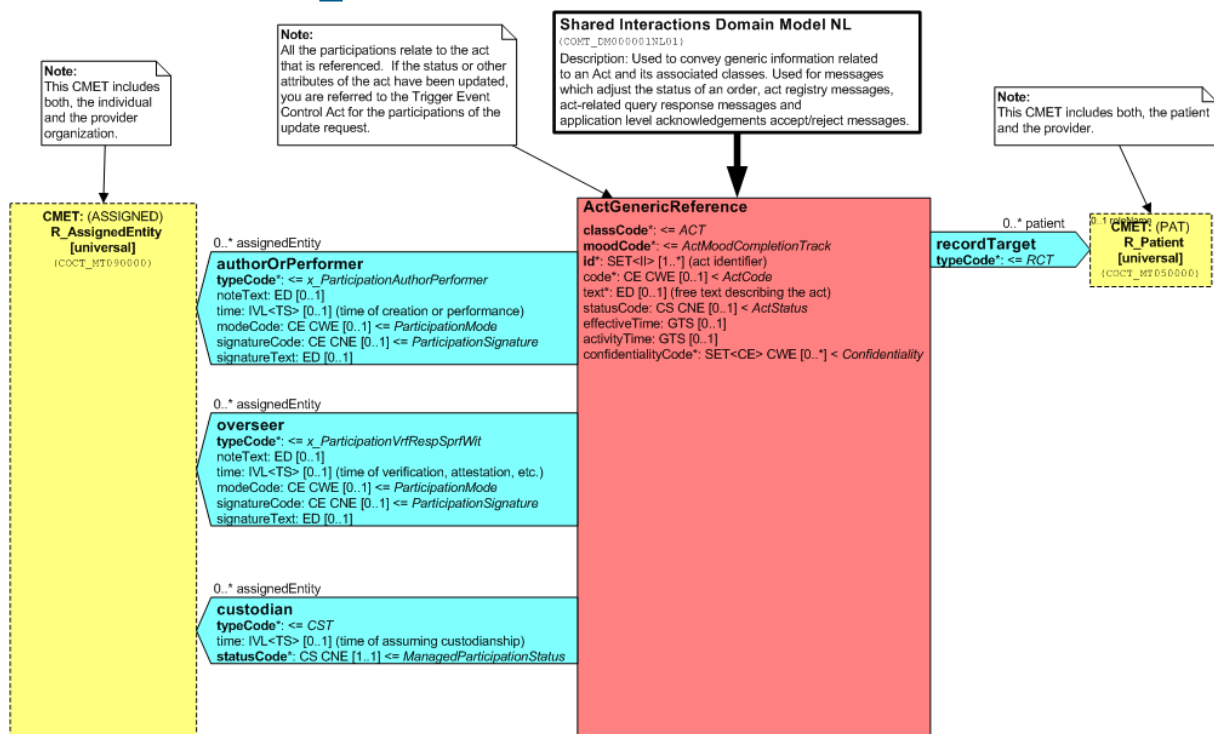 Note:
This CMET includes
both, the individual
and the provider
organization.
Note:
All the participations relate to the act
that is referenced.  If the status or other
attributes of the act have been updated,
you are referred to the Trigger Event
Control Act for the participations of the
update request.
Shared Interactions Domain Model NL
(COMT_DM000001NL01)
Description: Used to convey generic information related
to an Act and its associated classes. Used for messages
which adjust the status of an order, act registry messages,
act-related query response messages and
application level acknowledgements accept/reject messages.
Note:
This CMET includes both, the patient
and the provider.
CMET: (ASSIGNED)
R_AssignedEntity
[universal]
(COCT_MT090000)
0..* assignedEntity
authorOrPerformer
typeCode*: <= x_ParticipationAuthorPerformer
noteText: ED [0..1]
time: IVL<TS> [0..1] (time of creation or performance)
modeCode: CE CWE [0..1] <= ParticipationMode
signatureCode: CE CNE [0..1] <= ParticipationSignature
signatureText: ED [0..1]
0..* assignedEntity
overseer
typeCode*: <= x_ParticipationVrfRespSprfWit
noteText: ED [0..1]
time: IVL<TS> [0..1] (time of verification, attestation, etc.)
modeCode: CE CWE [0..1] <= ParticipationMode
signatureCode: CE CNE [0..1] <= ParticipationSignature
signatureText: ED [0..1]
0..* assignedEntity
custodian
typeCode*: <= CST
time: IVL<TS> [0..1] (time of assuming custodianship)
statusCode*: CS CNE [1..1] <= ManagedParticipationStatus
ActGenericReference
classCode*: <= ACT
moodCode*: <= ActMoodCompletionTrack
id*: SET<II> [1..*] (act identifier)
code*: CE CWE [0..1] < ActCode
text*: ED [0..1] (free text describing the act)
statusCode: CS CNE [0..1] < ActStatus
effectiveTime: GTS [0..1]
activityTime: GTS [0..1]
confidentialityCode*: SET<CE> CWE [0..*] < Confidentiality
0..* patient
recordTarget
typeCode*: <= RCT
0..1 roleName
CMET: (PAT)
R_Patient
[universal]
(COCT_MT050000)